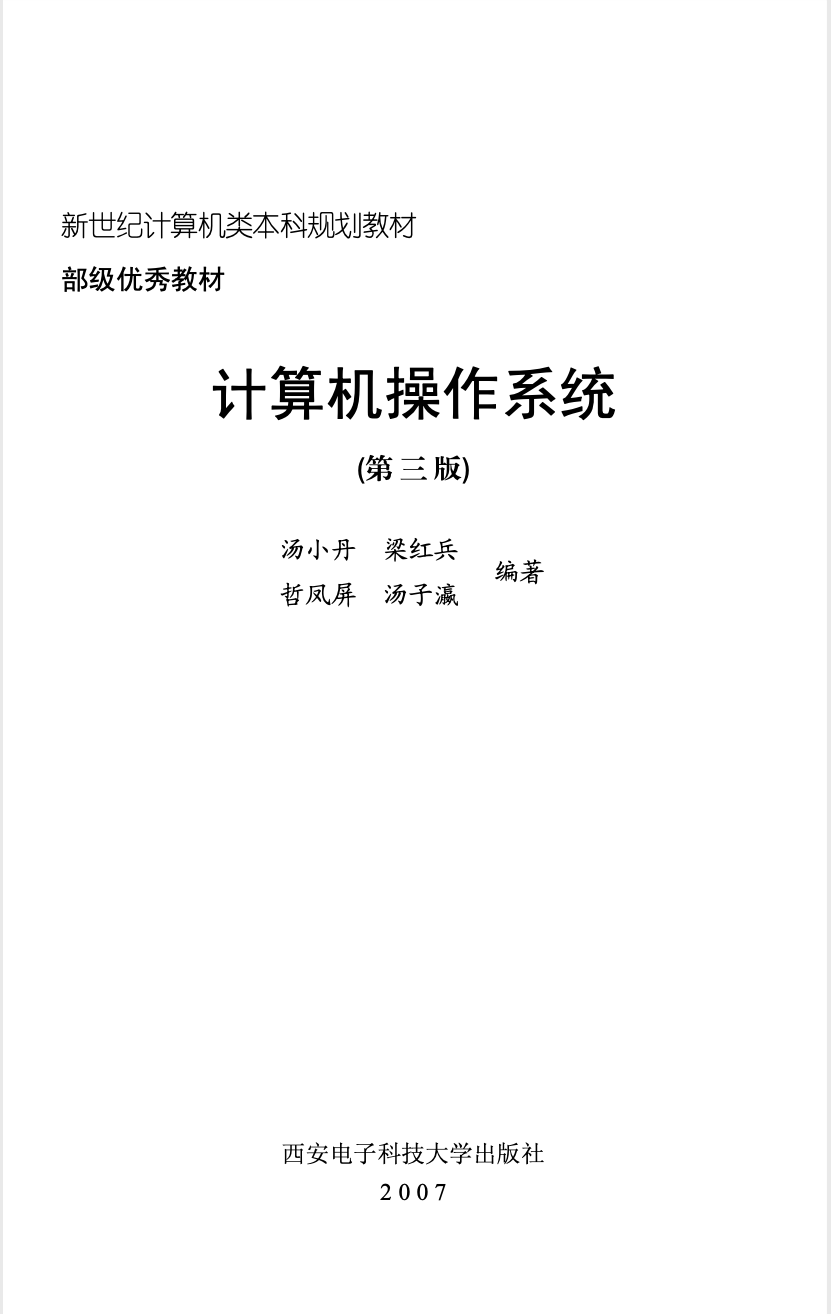 新世纪计算机类本科规划教材
部级优秀教材
计算机操作系统
(第三版)
汤小丹 梁红兵
编著
哲凤屏 汤子瀛
西安电子科技大学出版社
2007